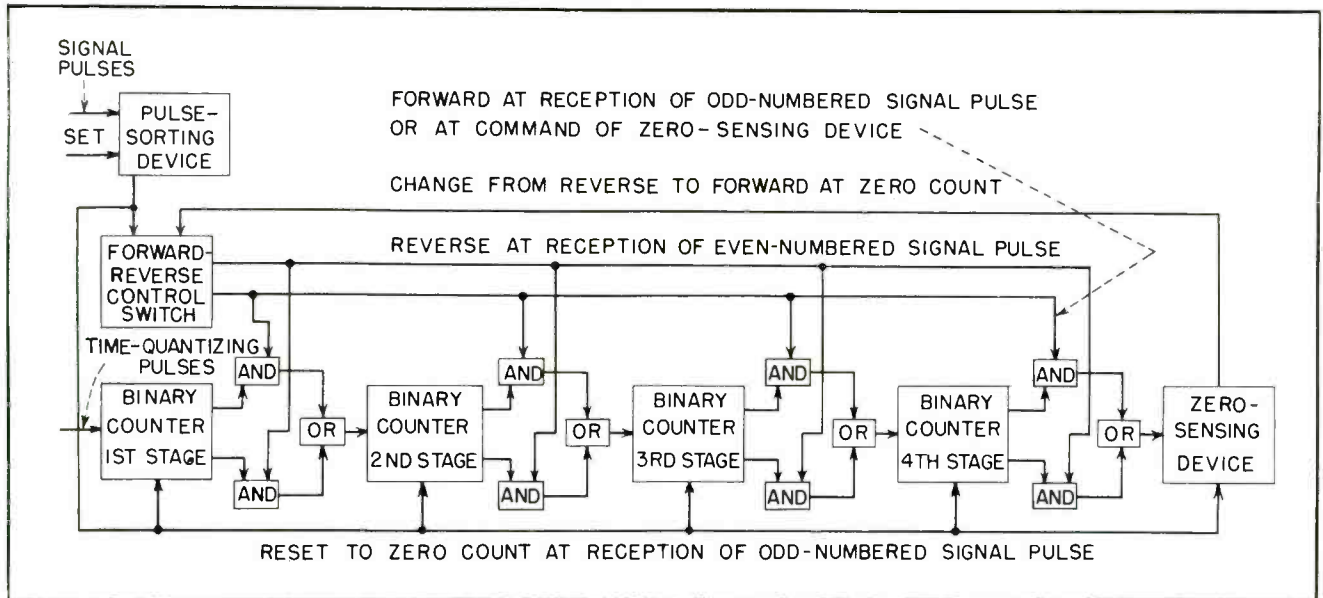 SIGNAL
PULSES
SET
PULSE-
SORTING
DEVICE
FORWARD AT RECEPTION OF ODD-NUMBERED SIGNAL PULSE
OR AT COMMAND OF ZERO-SENSING DEVICE
CHANGE FROM REVERSE TO FORWARD AT ZERO COUNT
REVERSE AT RECEPTION OF EVEN-NUMBERED SIGNAL PULSE
FORWARD-
REVERSE
CONTROL
SWITCH
TIME-QUANTIZING
PULSES
BINARY
COUNTER
1ST STAGE
AND
AND
OR
BINARY
COUNTER
2ND STAGE
AND
AND
OR
BINARY
COUNTER
3RD STAGE
AND
AND
OR
BINARY
COUNTER
4TH STAGE
AND
AND
OR
ZERO-
SENSING
DEVICE
RESET TO ZERO COUNT AT RECEPTION OF ODD-NUMBERED SIGNAL PULSE